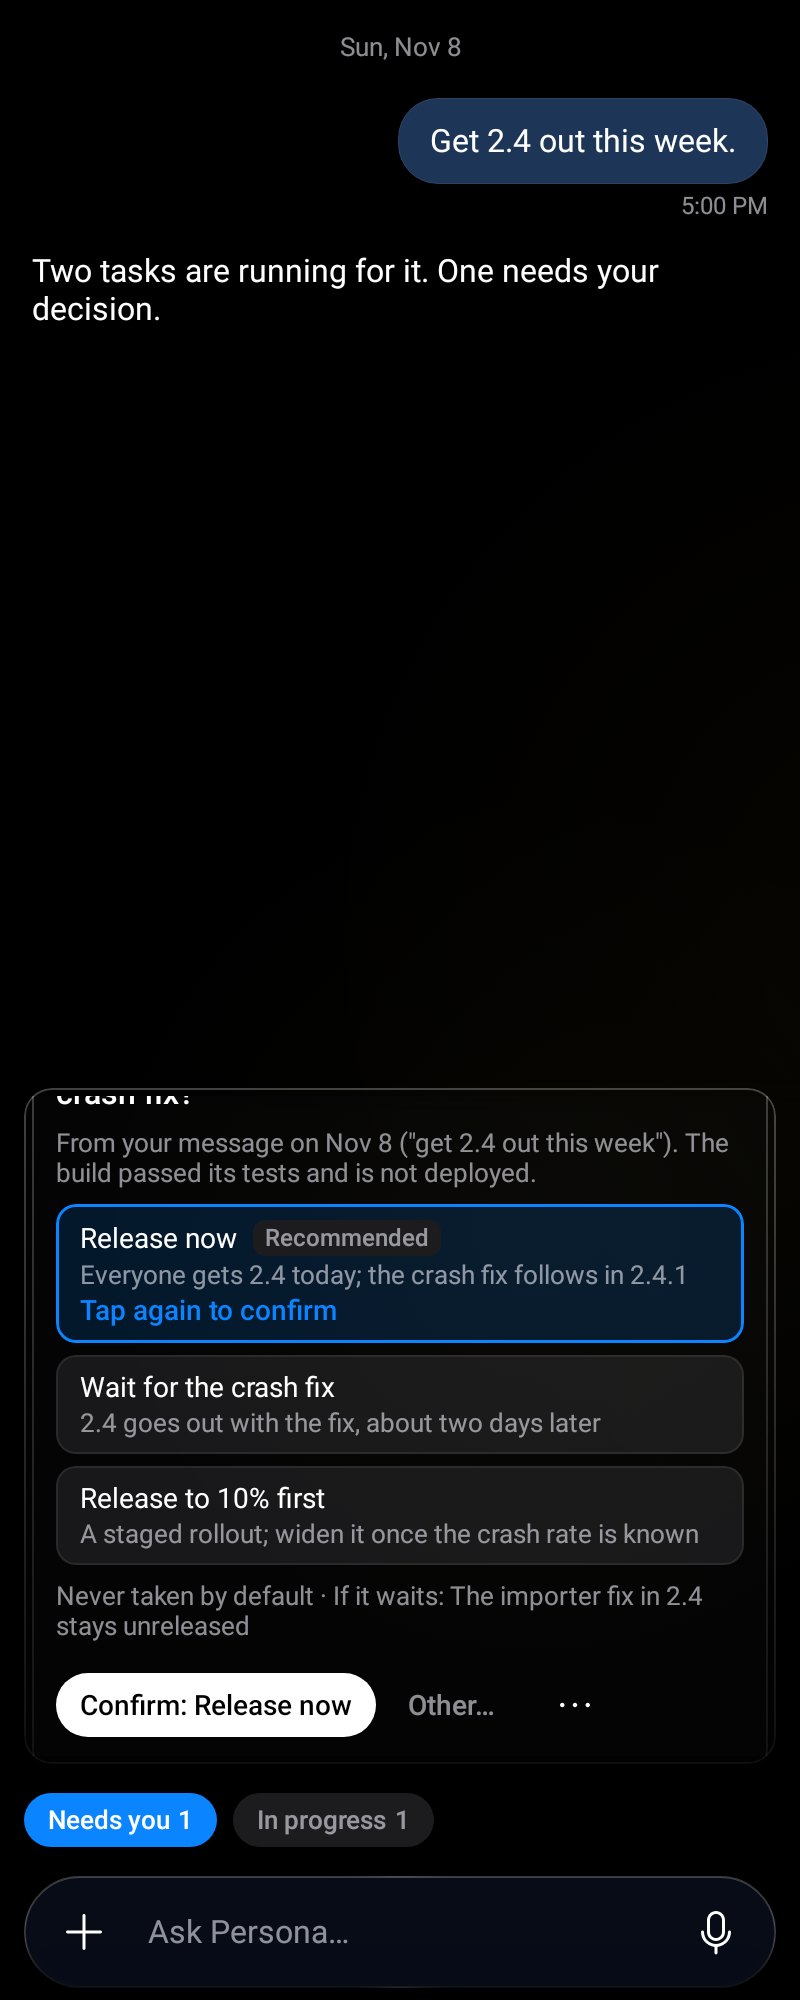 Sun, Nov 8
Get 2.4 out this week.
5:00 PM
Two tasks are running for it. One needs your
decision.
crash fix?
From your message on Nov 8 ("get 2.4 out this week"). The
build passed its tests and is not deployed.
Release now Recommended
Everyone gets 2.4 today; the crash fix follows in 2.4.1
Tap again to confirm
Wait for the crash fix
2.4 goes out with the fix, about two days later
Release to 10% first
A staged rollout; widen it once the crash rate is known
Never taken by default · If it waits: The importer fix in 2.4
stays unreleased
Confirm: Release now Other... ···
Needs you 1 In progress 1
Ask Persona...